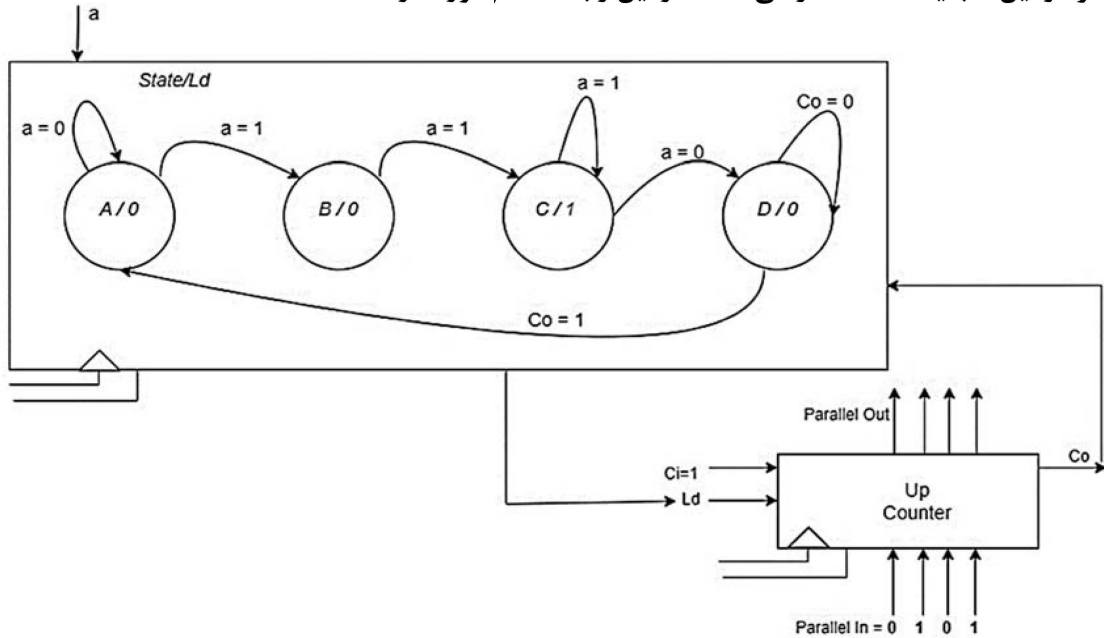 a
State/Ld
a = 0
a = 1
a = 1
a = 1
a = 0
Co = 0
A / 0
B / 0
C / 1
D / 0
Co = 1
Parallel Out
Ci=1
Ld
Up
Counter
Co
Parallel In = 0 1 0 1